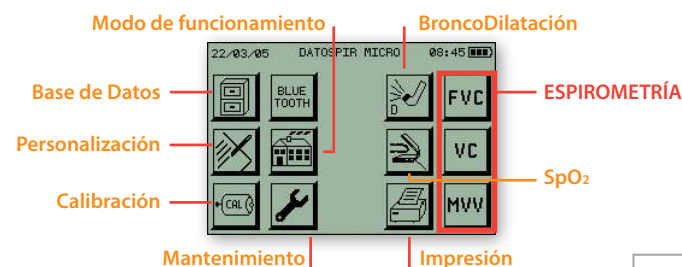 Modo de funcionamiento BroncoDilatación
22/03/05 DATOSPIR MICRO 08:45
Base de Datos BLUE TOOTH D FVC ESPIROMETRÍA
Personalización VC
SpO2
Calibración CAL MVV
Mantenimiento Impresión